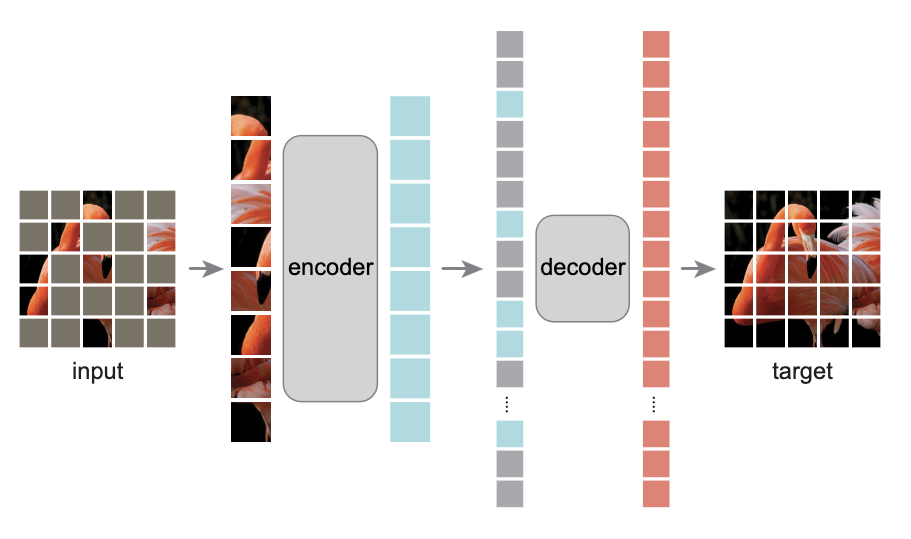 input
encoder
decoder
target